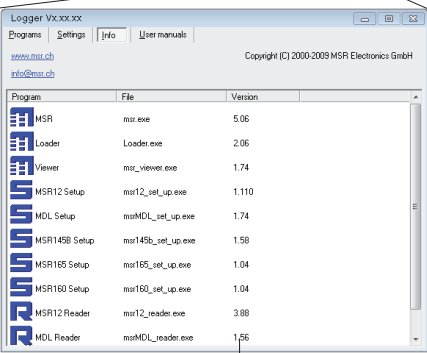 Logger Vx.xx.xx
Programs Settings Info User manuals
www.msr.ch Copyright (C) 2000-2009 MSR Electronics GmbH
info@msr.ch
Program File Version
MSR msr.exe 5.06
Loader Loader.exe 2.06
Viewer msr_viewer.exe 1.74
S MSR12 Setup msr12_set_up.exe 1.110
S MDL Setup msrMDL_set_up.exe 1.74
S MSR145B Setup msr145b_set_up.exe 1.58
S MSR165 Setup msr165_set_up.exe 1.04
S MSR160 Setup msr160_set_up.exe 1.04
R MSR12 Reader msr12_reader.exe 3.88
R MDL Reader msrMDL_reader.exe 1.56